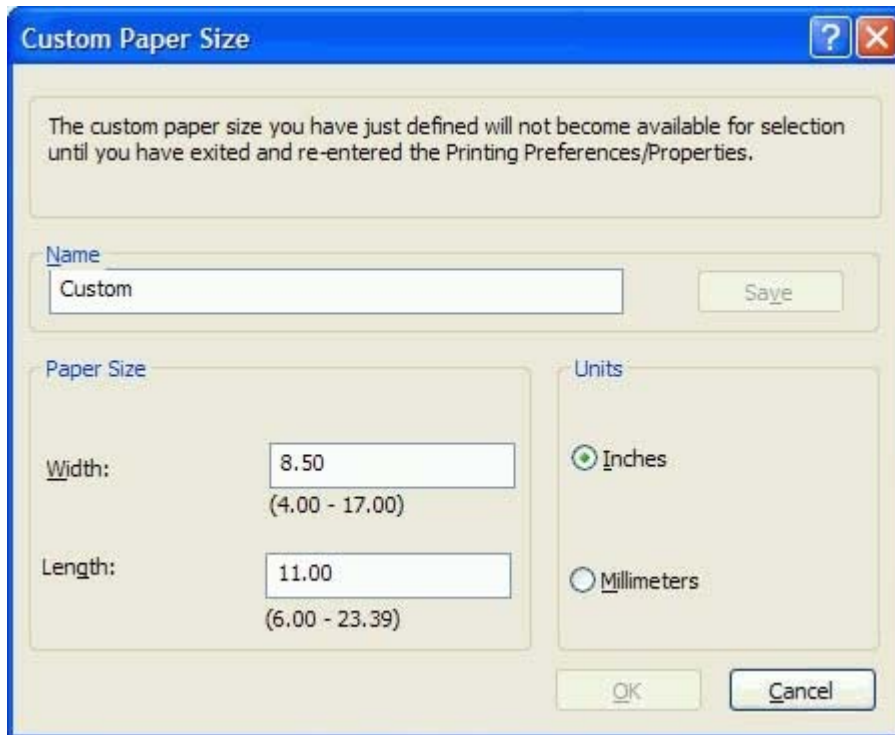 Custom Paper Size
?
The custom paper size you have just defined will not become available for selection
until you have exited and re-entered the Printing Preferences/Properties.
Name
Custom
Save
Paper Size
Units
Width:
8.50
Inches
(4.00 - 17.00)
Length:
11.00
Millimeters
(6.00 - 23.39)
OK
Cancel